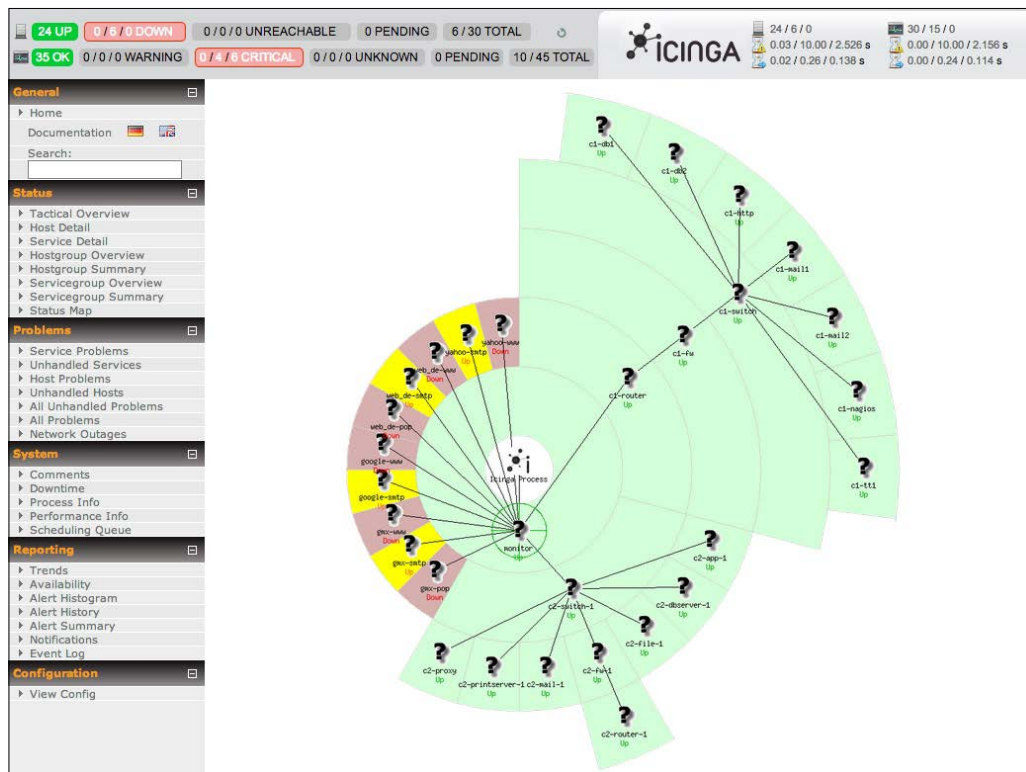 24 UP 0 / 6 / 0 DOWN 0 / 0 / 0 UNREACHABLE 0 PENDING 6 / 30 TOTAL
35 OK 0 / 0 / 0 WARNING 0 / 4 / 6 CRITICAL 0 / 0 / 0 UNKNOWN 0 PENDING 10 / 45 TOTAL
ICINGA
24 / 6 / 0
0.03 / 10.00 / 2.526 s
0.02 / 0.26 / 0.138 s
30 / 15 / 0
0.00 / 10.00 / 2.156 s
0.00 / 0.24 / 0.114 s
General
Home
Documentation
Search:
Status
Tactical Overview
Host Detail
Service Detail
Hostgroup Overview
Hostgroup Summary
Servicegroup Overview
Servicegroup Summary
Status Map
Problems
Service Problems
Unhandled Services
Host Problems
Unhandled Hosts
All Unhandled Problems
All Problems
Network Outages
System
Comments
Downtime
Process Info
Performance Info
Scheduling Queue
Reporting
Trends
Availability
Alert Histogram
Alert History
Alert Summary
Notifications
Event Log
Configuration
View Config
c1-db1
Up
c1-db2
Up
c1-http
Up
c1-mail1
Up
c1-switch
Up
c1-mail2
Up
c1-fw
Up
c1-nagios
Up
c1-router
Up
c1-tt1
Up
yahoo-www
Down
yahoo-smtp
Up
web_de-www
Down
web_de-smtp
Up
web_de-pop
Down
google-www
Down
google-smtp
Up
gmx-www
Down
gmx-smtp
Up
gmx-pop
Down
i
Icinga Process
monitor
Up
c2-app-1
Up
c2-switch-1
Up
c2-dbserver-1
Up
c2-file-1
Up
c2-proxy
Up
c2-printserver-1
Up
c2-mail-1
Up
c2-fw-1
Up
c2-router-1
Up